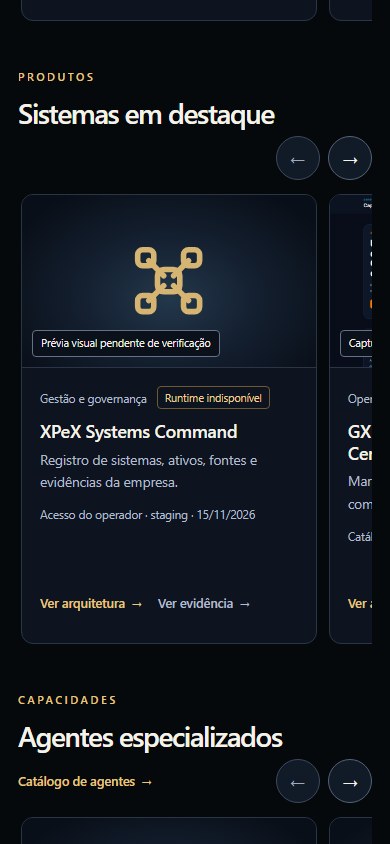 PRODUTOS
Sistemas em destaque
← →
Prévia visual pendente de verificação
Gestão e governança
Runtime indisponível
XPeX Systems Command
Registro de sistemas, ativos, fontes e
evidências da empresa.
Acesso do operador · staging · 15/11/2026
Ver arquitetura →
Ver evidência →
GX
CAPACIDADES
Agentes especializados
Catálogo de agentes →
← →